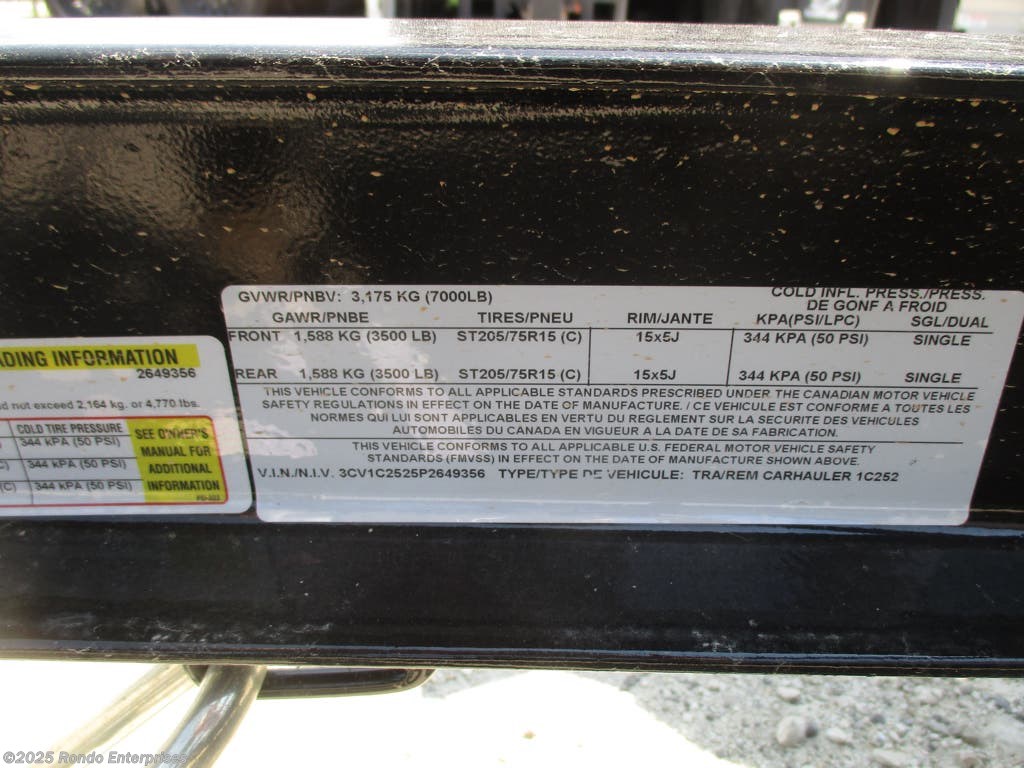 GVWR/PNBV: 3,175 KG (7000LB)
COLD INFL. PRESS./PRESS.
DE GONF A FROID
GAWR/PNBE TIRES/PNEU RIM/JANTE KPA(PSI/LPC) SGL/DUAL
FRONT 1,588 KG (3500 LB) ST205/75R15 (C) 15x5J 344 KPA (50 PSI) SINGLE
REAR 1,588 KG (3500 LB) ST205/75R15 (C) 15x5J 344 KPA (50 PSI) SINGLE
THIS VEHICLE CONFORMS TO ALL APPLICABLE STANDARDS PRESCRIBED UNDER THE CANADIAN MOTOR VEHICLE
SAFETY REGULATIONS IN EFFECT ON THE DATE OF MANUFACTURE. / CE VEHICULE EST CONFORME A TOUTES LES
NORMES QUI LUI SONT APPLICABLES EN VERTU DU REGLEMENT SUR LA SECURITE DES VEHICULES
AUTOMOBILES DU CANADA EN VIGUEUR A LA DATE DE SA FABRICATION.
THIS VEHICLE CONFORMS TO ALL APPLICABLE U.S. FEDERAL MOTOR VEHICLE SAFETY
STANDARDS (FMVSS) IN EFFECT ON THE DATE OF MANUFACTURE SHOWN ABOVE.
V.I.N./N.I.V. 3CV1C2525P2649356 TYPE/TYPE DE VEHICULE: TRA/REM CARHAULER 1C252
ADING INFORMATION
2649356
d not exceed 2,164 kg. or 4,770 lbs.
COLD TIRE PRESSURE
344 KPA (50 PSI)
C) 344 KPA (50 PSI)
(C) 344 KPA (50 PSI)
SEE OWNER'S
MANUAL FOR
ADDITIONAL
INFORMATION
©2025 Rondo Enterprises